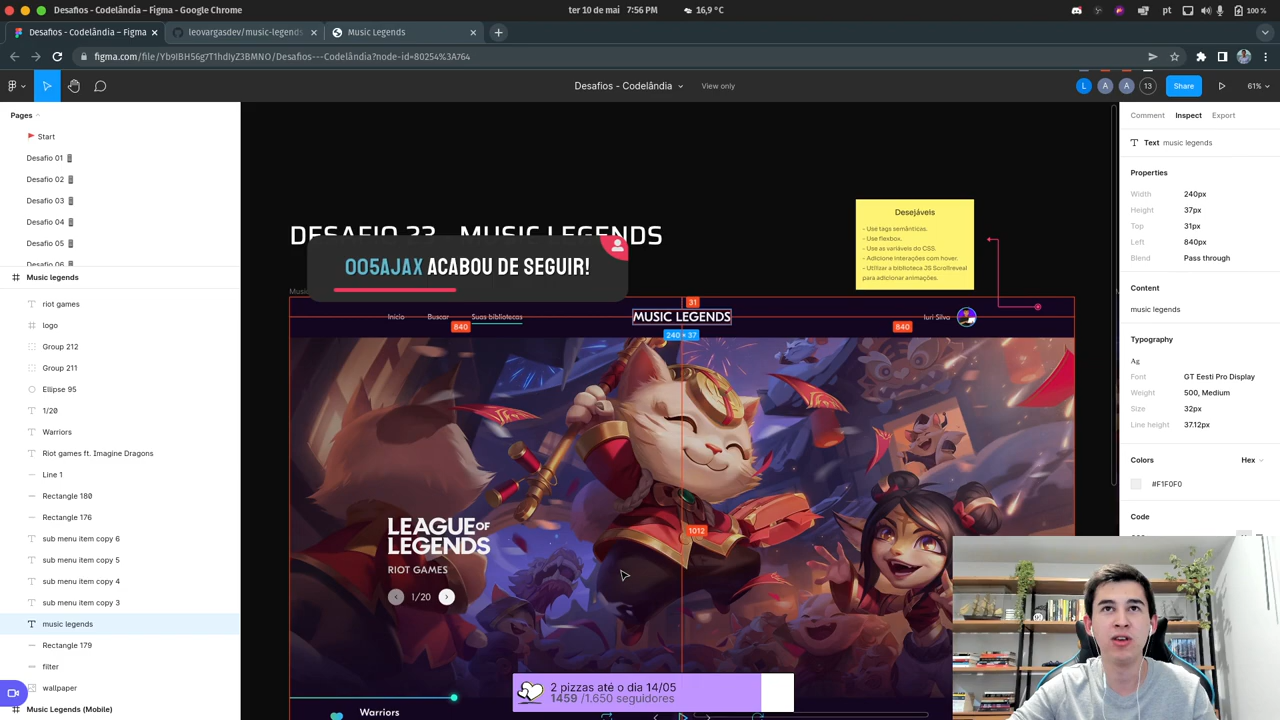 Desafios - Codelândia – Figma - Google Chrome
ter 10 de mai 7:56 PM
16,9 °C
100 %
Desafios - Codelândia – Figma
leovargasdev/music-legends
Music Legends
figma.com/file/Yb9IBH56g7T1hdIyZ3BMNO/Desafios---Codelândia?node-id=80254%3A764
Desafios - Codelândia
View only
L
A
A
13
Share
61%
Pages
Start
Desafio 01
Desafio 02
Desafio 03
Desafio 04
Desafio 05
Desafio 06
Music legends
riot games
logo
Group 212
Group 211
Ellipse 95
1/20
Warriors
Riot games ft. Imagine Dragons
Line 1
Rectangle 180
Rectangle 176
sub menu item copy 6
sub menu item copy 5
sub menu item copy 4
sub menu item copy 3
music legends
Rectangle 179
filter
wallpaper
Music Legends (Mobile)
DESAFIO 23 MUSIC LEGENDS
OO5AJAX ACABOU DE SEGUIR!
Desejáveis
- Use tags semânticas.
- Use flexbox.
- Use as variáveis do CSS.
- Adicione interações com hover.
- Utilizar a biblioteca JS Scrollreveal
para adicionar animações.
31
Início
Buscar
Suas bibliotecas
MUSIC LEGENDS
Iuri Silva
840
240 × 37
840
1012
LEAGUE OF
LEGENDS
RIOT GAMES
1/20
2 pizzas até o dia 14/05
1459 /1.650 seguidores
Warriors
Comment
Inspect
Export
Text music legends
Properties
Width 240px
Height 37px
Top 31px
Left 840px
Blend Pass through
Content
music legends
Typography
Ag
Font GT Eesti Pro Display
Weight 500, Medium
Size 32px
Line height 37.12px
Colors
Hex
#F1F0F0
Code